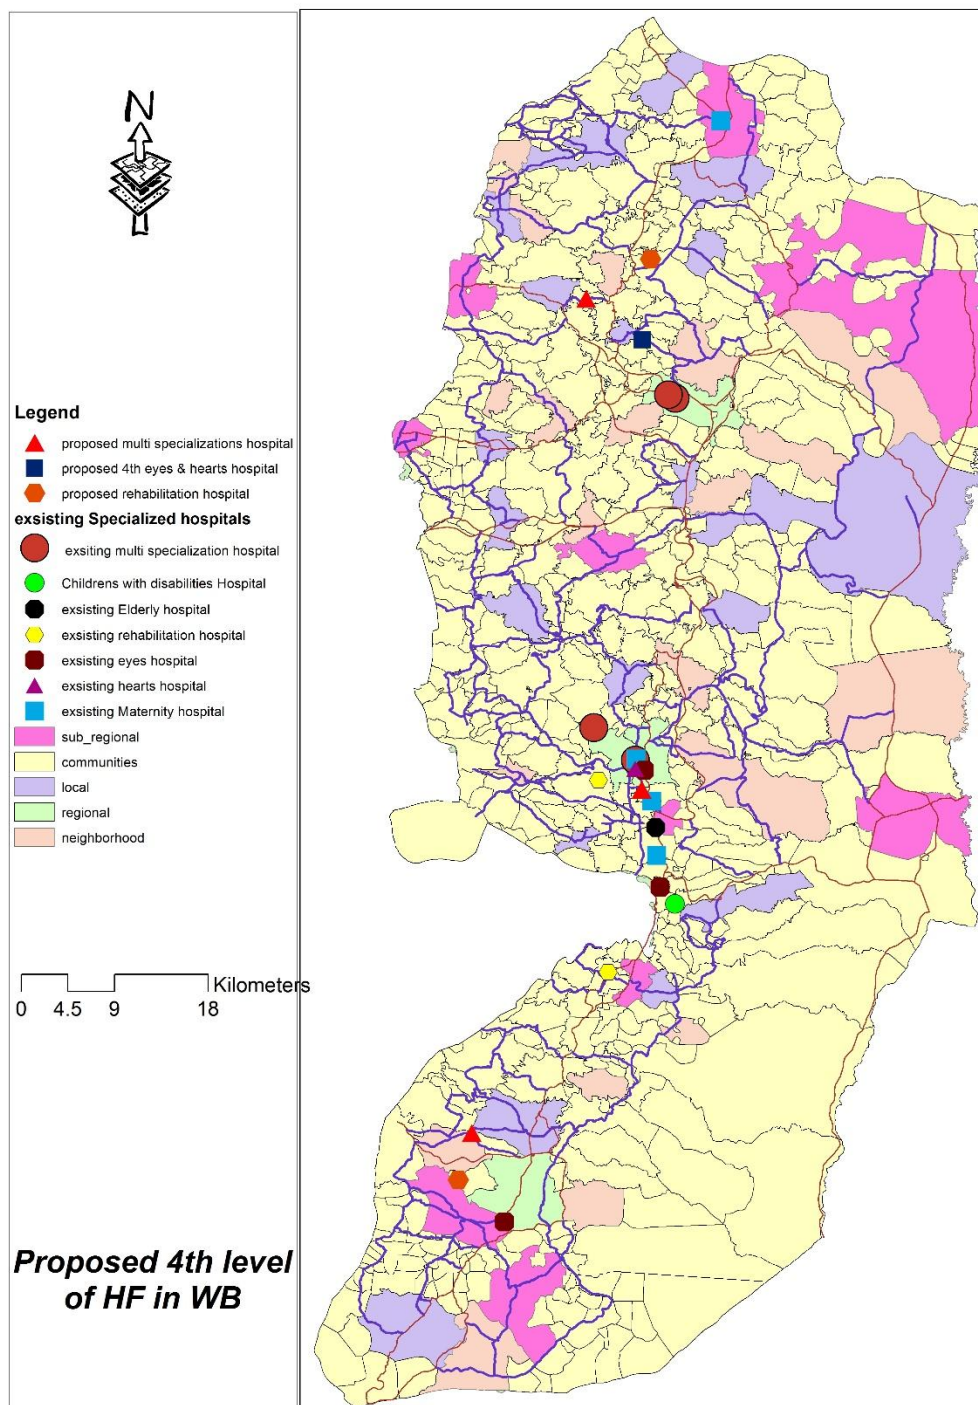 N
Legend
proposed multi specializations hospital
proposed 4th eyes & hearts hospital
proposed rehabilitation hospital
exsisting Specialized hospitals
exsiting multi specialization hospital
Childrens with disabilities Hospital
exsisting Elderly hospital
exsisting rehabilitation hospital
exsisting eyes hospital
exsisting hearts hospital
exsisting Maternity hospital
sub_regional
communities
local
regional
neighborhood
Kilometers
0 4.5 9 18
Proposed 4th level
of HF in WB